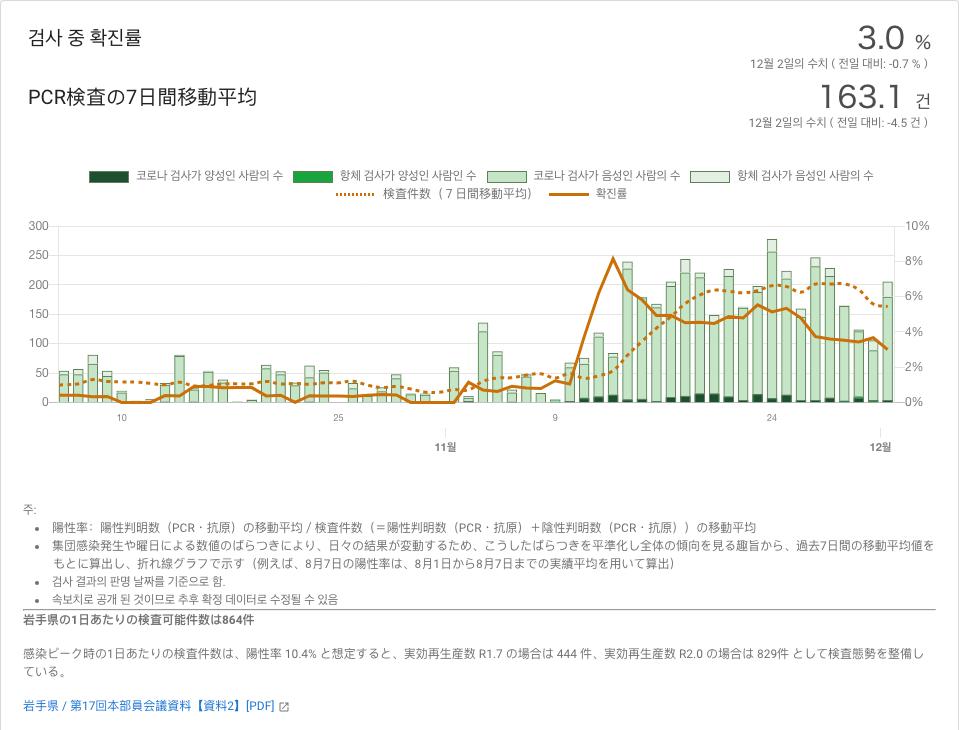 검사 중 확진률
3.0 %
12월 2일의 수치 ( 전일 대비: -0.7 % )
PCR検査の7日間移動平均
163.1 건
12월 2일의 수치 ( 전일 대비: -4.5 건 )
코로나 검사가 양성인 사람의 수 항체 검사가 양성인 사람인 수 코로나 검사가 음성인 사람의 수 항체 검사가 음성인 사람의 수
検査件数（７日間移動平均） 확진률
300 10%
250 8%
200 6%
150 4%
100 2%
50 0%
0
10 25 9 24
11월 12월
주:
陽性率：陽性判明数（PCR・抗原）の移動平均 / 検査件数（＝陽性判明数（PCR・抗原）＋陰性判明数（PCR・抗原））の移動平均
集団感染発生や曜日による数値のばらつきにより、日々の結果が変動するため、こうしたばらつきを平準化し全体の傾向を見る趣旨から、過去7日間の移動平均値を
もとに算出し、折れ線グラフで示す（例えば、8月7日の陽性率は、8月1日から8月7日までの実績平均を用いて算出）
검사 결과의 판명 날짜를 기준으로 함.
속보치로 공개 된 것이므로 추후 확정 데이터로 수정될 수 있음
岩手県の1日あたりの検査可能件数は864件
感染ピーク時の1日あたりの検査件数は、陽性率 10.4% と想定すると、実効再生産数 R1.7 の場合は 444 件、実効再生産数 R2.0 の場合は 829件 として検査態勢を整備し
ている。
岩手県 / 第17回本部員会議資料【資料2】[PDF]